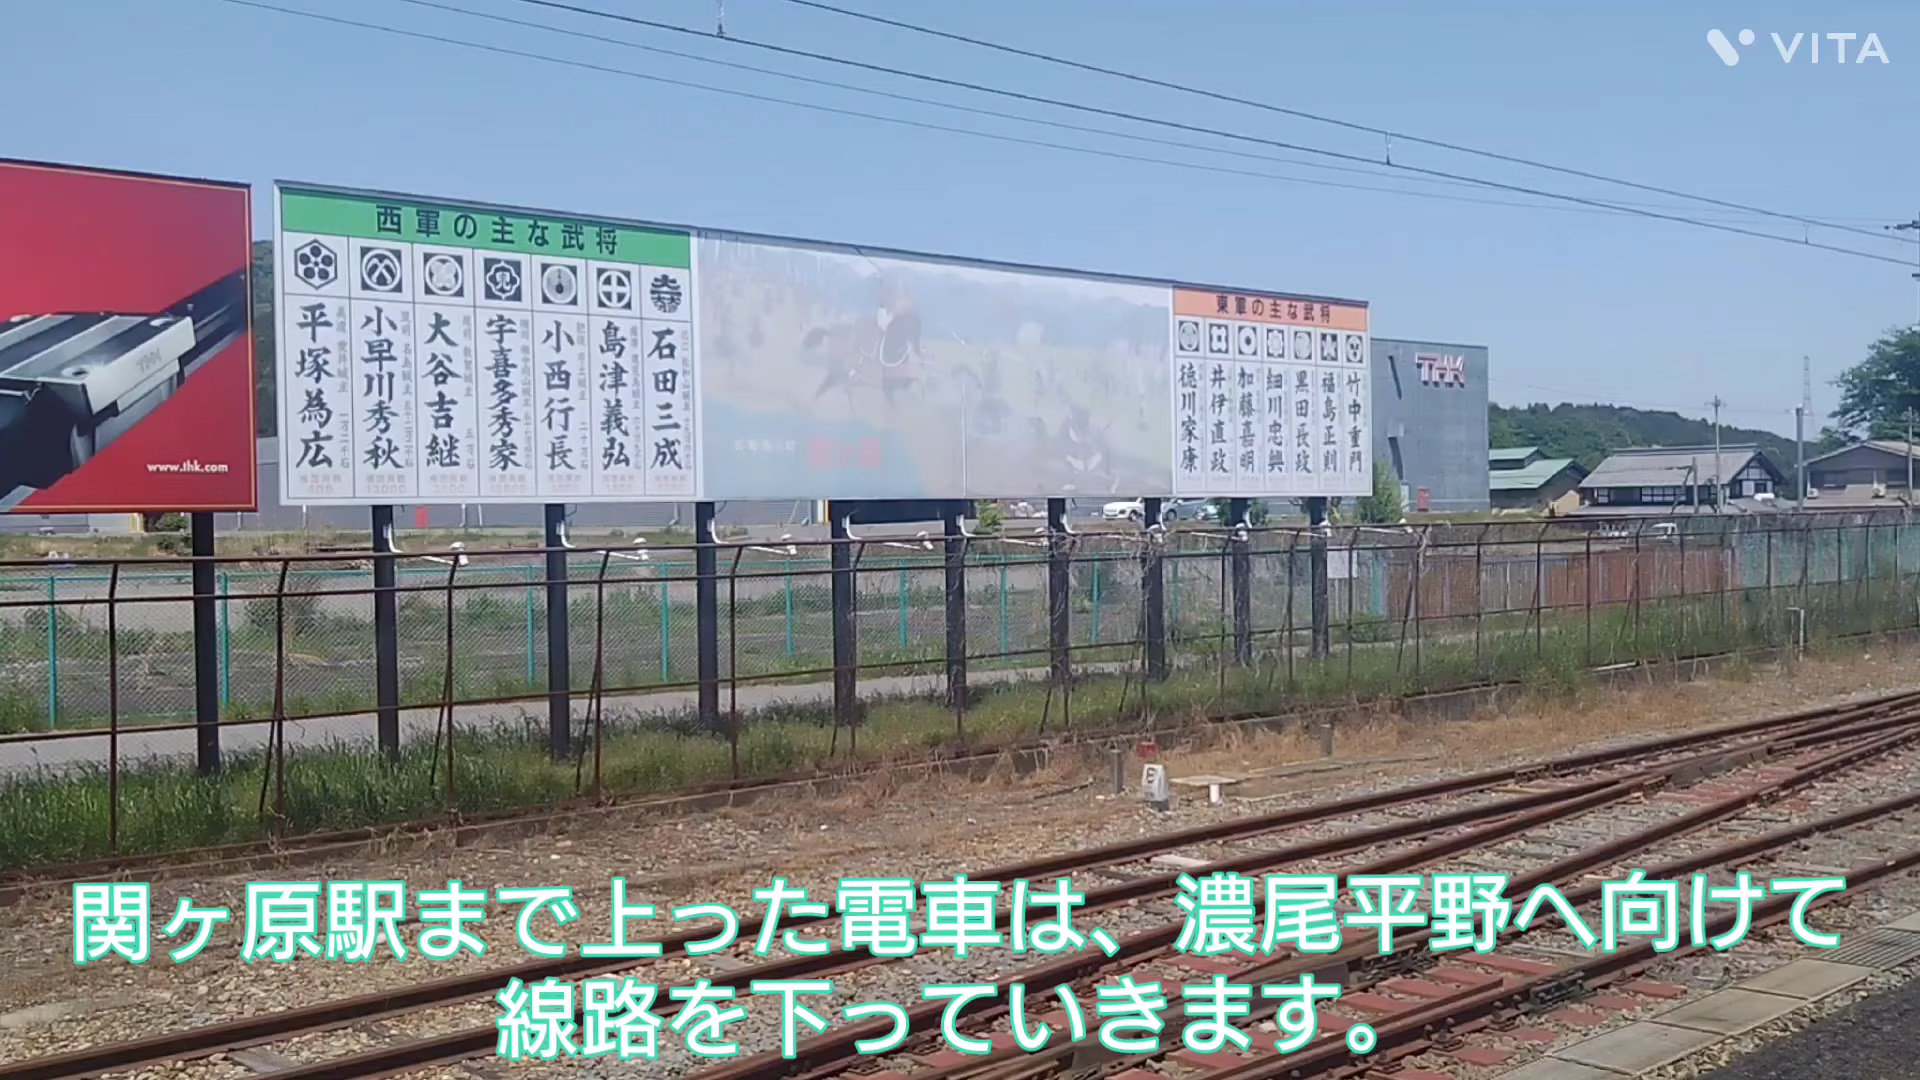 VITA
西軍の主な武将
平塚為広
小早川秀秋
大谷吉継
宇喜多秀家
小西行長
島津義弘
石田三成
東軍の主な武将
徳川家康
井伊直政
加藤嘉明
細川忠興
黒田長政
福島正則
竹中重門
THK
THK
www.thk.com
関ヶ原駅まで上った電車は、濃尾平野へ向けて
線路を下っていきます。